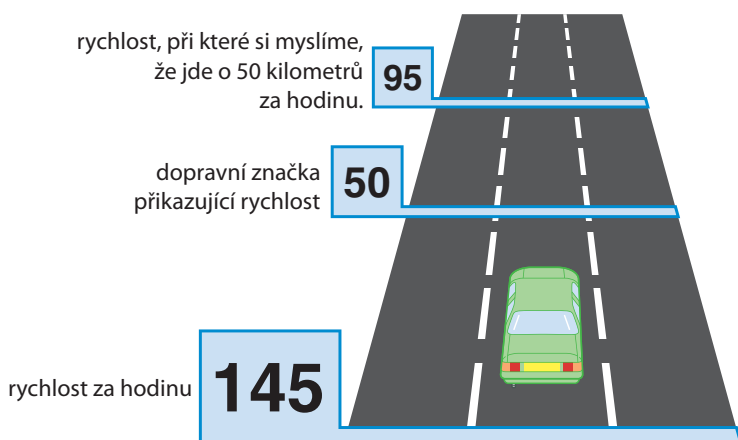 rychlost, při které si myslíme,
že jde o 50 kilometrů
za hodinu.
95
dopravní značka
přikazující rychlost
50
rychlost za hodinu
145